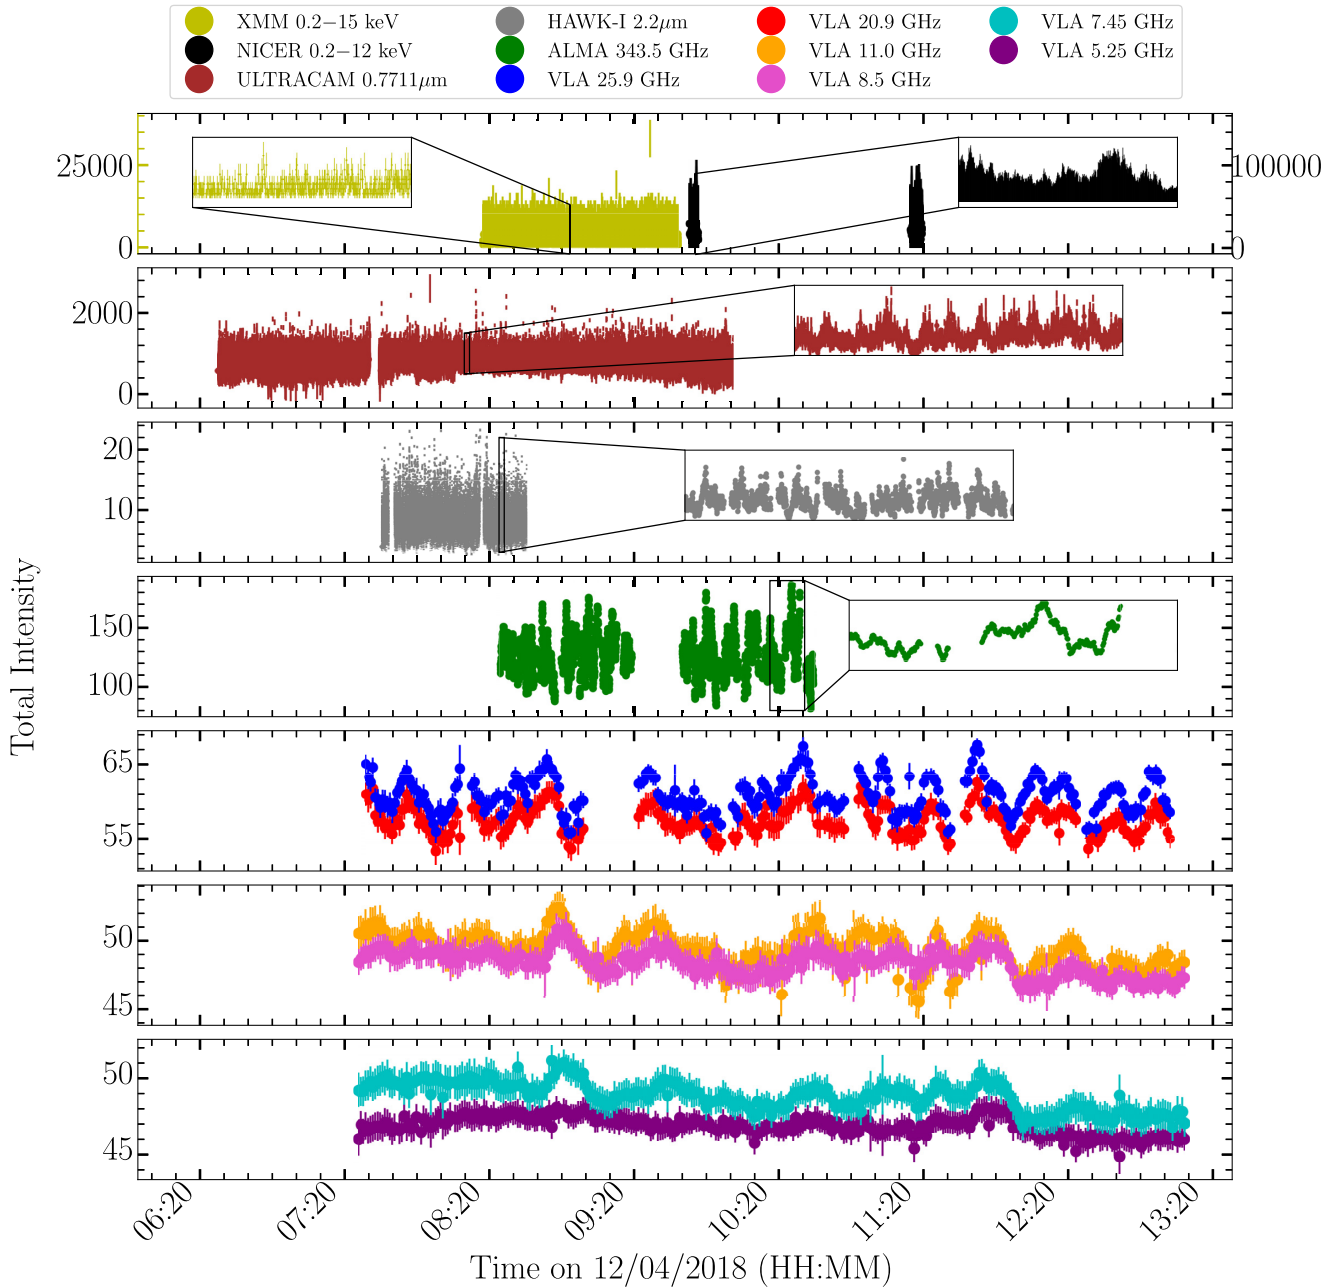 XMM 0.2−15 keV
NICER 0.2−12 keV
ULTRACAM 0.7711μm
HAWK-I 2.2μm
ALMA 343.5 GHz
VLA 25.9 GHz
VLA 20.9 GHz
VLA 11.0 GHz
VLA 8.5 GHz
VLA 7.45 GHz
VLA 5.25 GHz
25000
0
100000
0
2000
0
20
10
150
100
65
55
50
45
50
45
Total Intensity
06:20
07:20
08:20
09:20
10:20
11:20
12:20
13:20
Time on 12/04/2018 (HH:MM)